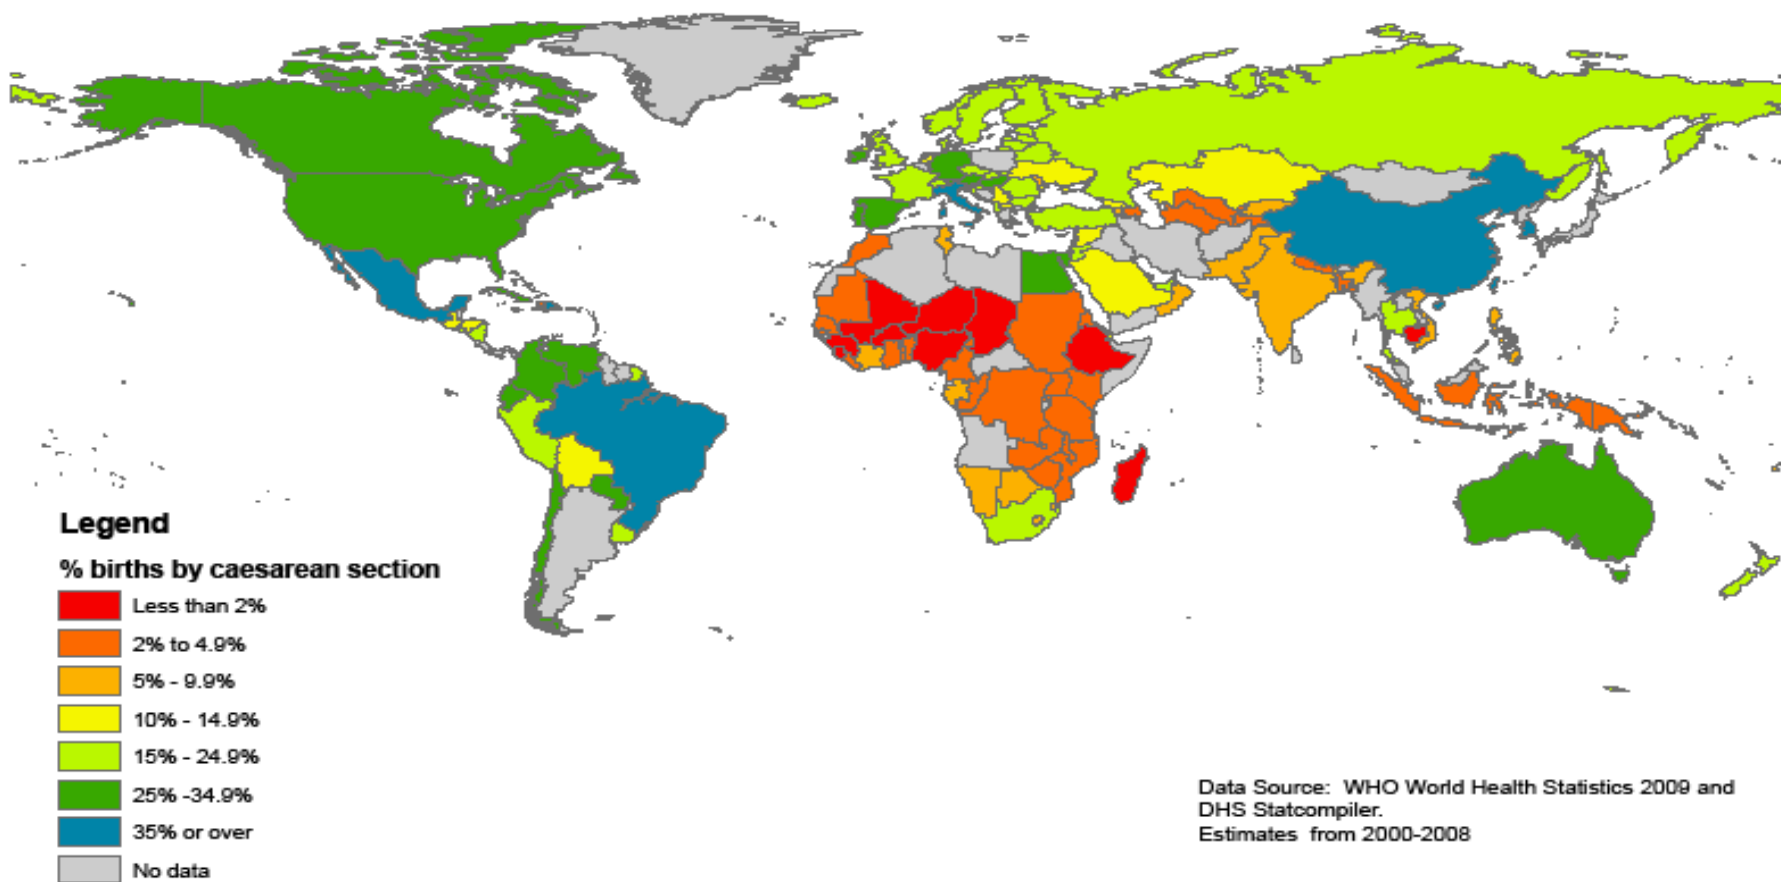 Legend
% births by caesarean section
Less than 2%
2% to 4.9%
5% - 9.9%
10% - 14.9%
15% - 24.9%
25% -34.9%
35% or over
No data
Data Source:  WHO World Health Statistics 2009 and
DHS Statcompiler.
Estimates  from 2000-2008